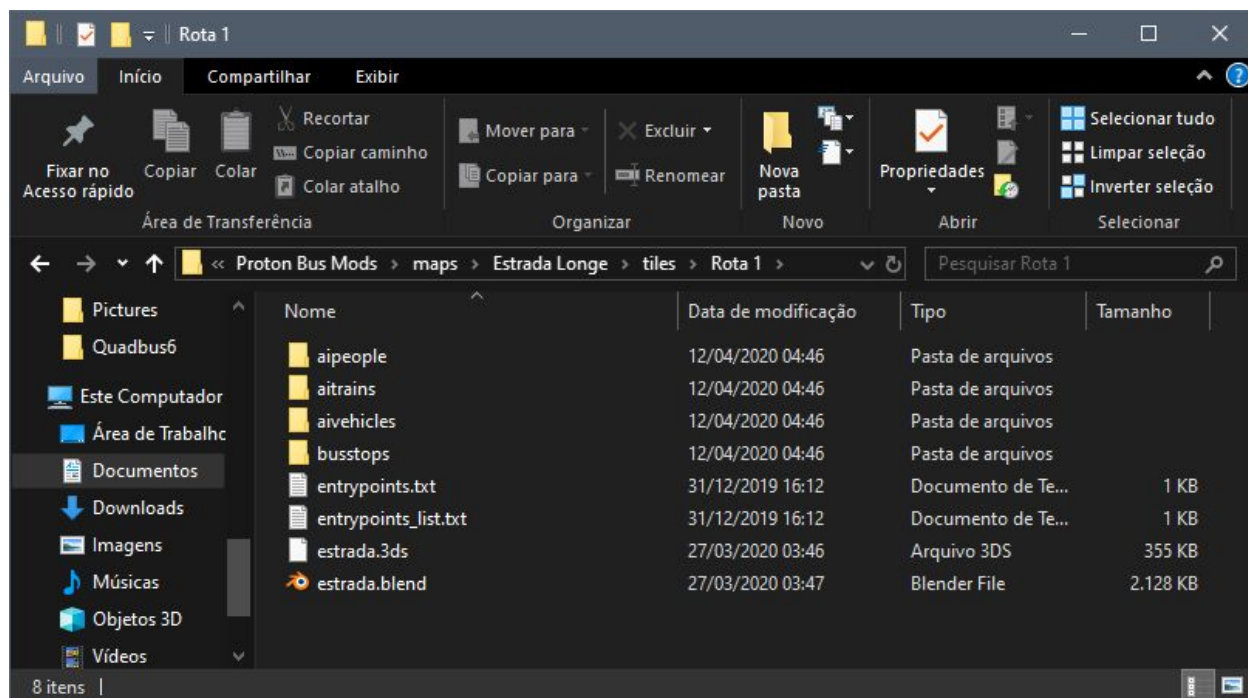 Rota 1
Arquivo Início Compartilhar Exibir
Fixar no Acesso rápido
Copiar
Colar
Recortar
Copiar caminho
Colar atalho
Área de Transferência
Mover para
Copiar para
Excluir
Renomear
Organizar
Nova pasta
Novo
Propriedades
Abrir
Selecionar tudo
Limpar seleção
Inverter seleção
Selecionar
« Proton Bus Mods > maps > Estrada Longe > tiles > Rota 1 >
Pesquisar Rota 1
Pictures
Quadbus6
Este Computador
Área de Trabalhc
Documentos
Downloads
Imagens
Músicas
Objetos 3D
Vídeos
Nome Data de modificação Tipo Tamanho
aipeople 12/04/2020 04:46 Pasta de arquivos
aitrains 12/04/2020 04:46 Pasta de arquivos
aivehicles 12/04/2020 04:46 Pasta de arquivos
busstops 12/04/2020 04:46 Pasta de arquivos
entrypoints.txt 31/12/2019 16:12 Documento de Te... 1 KB
entrypoints_list.txt 31/12/2019 16:12 Documento de Te... 1 KB
estrada.3ds 27/03/2020 03:46 Arquivo 3DS 355 KB
estrada.blend 27/03/2020 03:47 Blender File 2.128 KB
8 itens